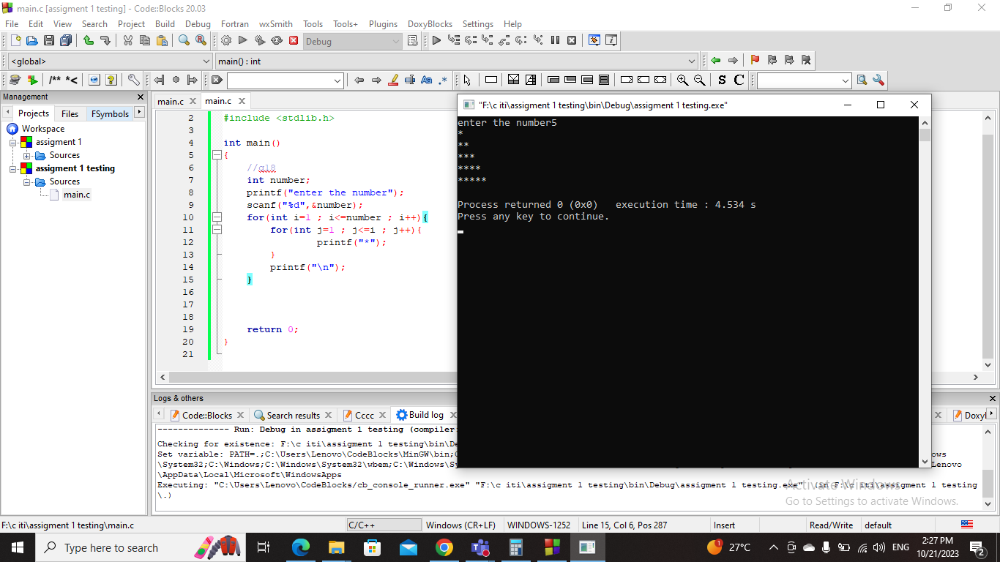 main.c [assigment 1 testing] - Code::Blocks 20.03
File Edit View Search Project Build Debug Fortran wxSmith Tools Tools+ Plugins DoxyBlocks Settings Help
Debug
<global> main() : int
/** *< Aa .* S C
Management
Projects Files FSymbols
Workspace
assigment 1
Sources
assigment 1 testing
Sources
main.c
main.c main.c
2 #include <stdlib.h>
3
4 int main()
5 {
6 //q18
7 int number;
8 printf("enter the number");
9 scanf("%d",&number);
10 for(int i=1 ; i<=number ; i++){
11 for(int j=1 ; j<=i ; j++){
12 printf("*");
13 }
14 printf("\n");
15 }
16
17
18
19 return 0;
20 }
21
"F:\c iti\assigment 1 testing\bin\Debug\assigment 1 testing.exe"
enter the number5
*
**
***
****
*****
Process returned 0 (0x0) execution time : 4.534 s
Press any key to continue.
Logs & others
Code::Blocks Search results Cccc Build log Doxy
-------------- Run: Debug in assigment 1 testing (compiler
Checking for existence: F:\c iti\assigment 1 testing\bin\De
Set variable: PATH=.;C:\Users\Lenovo\CodeBlocks\MinGW\bin; ows
\System32;C:\Windows;C:\Windows\System32\wbem;C:\Windows\Sy Lenovo
\AppData\Local\Microsoft\WindowsApps
Executing: "C:\Users\Lenovo\CodeBlocks/cb_console_runner.exe" "F:\c iti\assigment 1 testing\bin\Debug\assigment 1 testing.exe" (in F:\c iti\assigment 1 testing
\.)
Activate Windows
Go to Settings to activate Windows.
F:\c iti\assigment 1 testing\main.c C/C++ Windows (CR+LF) WINDOWS-1252 Line 15, Col 6, Pos 287 Insert Read/Write default
Type here to search 1 27°C ENG 2:27 PM 10/21/2023 2